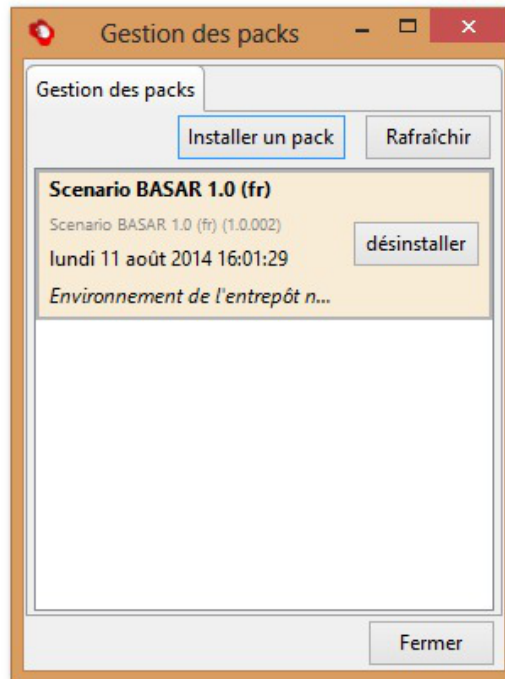 Gestion des packs
Gestion des packs
Installer un pack Rafraîchir
Scenario BASAR 1.0 (fr)
Scenario BASAR 1.0 (fr) (1.0.002)
désinstaller
lundi 11 août 2014 16:01:29
Environnement de l'entrepôt n...
Fermer